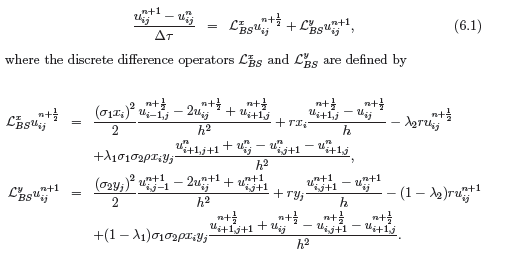 \frac{u_{ij}^{n+1} - u_{ij}^{n}}{\Delta\tau} = \mathcal{L}_{BS}^{x} u_{ij}^{n+\frac{1}{2}} + \mathcal{L}_{BS}^{y} u_{ij}^{n+1}, (6.1)
where the discrete difference operators \mathcal{L}_{BS}^{x} and \mathcal{L}_{BS}^{y} are defined by
\mathcal{L}_{BS}^{x} u_{ij}^{n+\frac{1}{2}} = \frac{(\sigma_1 x_i)^2}{2} \frac{u_{i-1,j}^{n+\frac{1}{2}} - 2u_{ij}^{n+\frac{1}{2}} + u_{i+1,j}^{n+\frac{1}{2}}}{h^2} + rx_i \frac{u_{i+1,j}^{n+\frac{1}{2}} - u_{ij}^{n+\frac{1}{2}}}{h} - \lambda_2 r u_{ij}^{n+\frac{1}{2}}
+\lambda_1 \sigma_1 \sigma_2 \rho x_i y_j \frac{u_{i+1,j+1}^{n} + u_{ij}^{n} - u_{i,j+1}^{n} - u_{i+1,j}^{n}}{h^2},
\mathcal{L}_{BS}^{y} u_{ij}^{n+1} = \frac{(\sigma_2 y_j)^2}{2} \frac{u_{i,j-1}^{n+1} - 2u_{ij}^{n+1} + u_{i,j+1}^{n+1}}{h^2} + ry_j \frac{u_{i,j+1}^{n+1} - u_{ij}^{n+1}}{h} - (1 - \lambda_2) r u_{ij}^{n+1}
+(1 - \lambda_1) \sigma_1 \sigma_2 \rho x_i y_j \frac{u_{i+1,j+1}^{n+\frac{1}{2}} + u_{ij}^{n+\frac{1}{2}} - u_{i,j+1}^{n+\frac{1}{2}} - u_{i+1,j}^{n+\frac{1}{2}}}{h^2}.